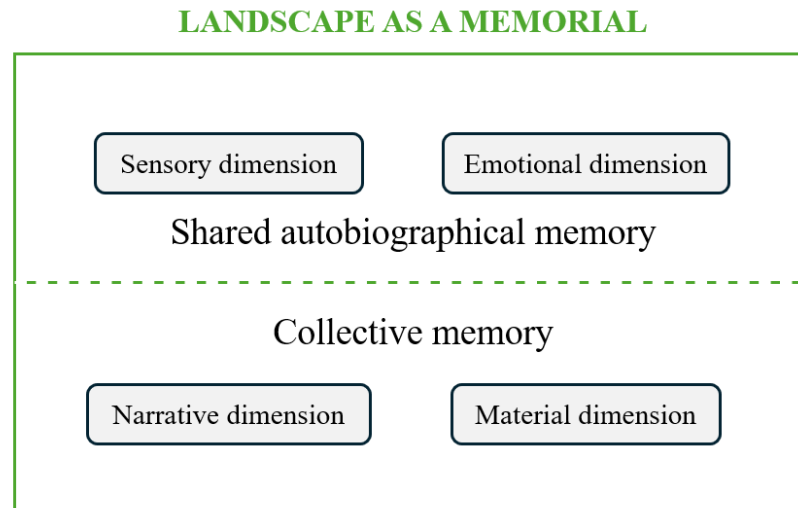 LANDSCAPE AS A MEMORIAL
Sensory dimension
Emotional dimension
Shared autobiographical memory
Collective memory
Narrative dimension
Material dimension